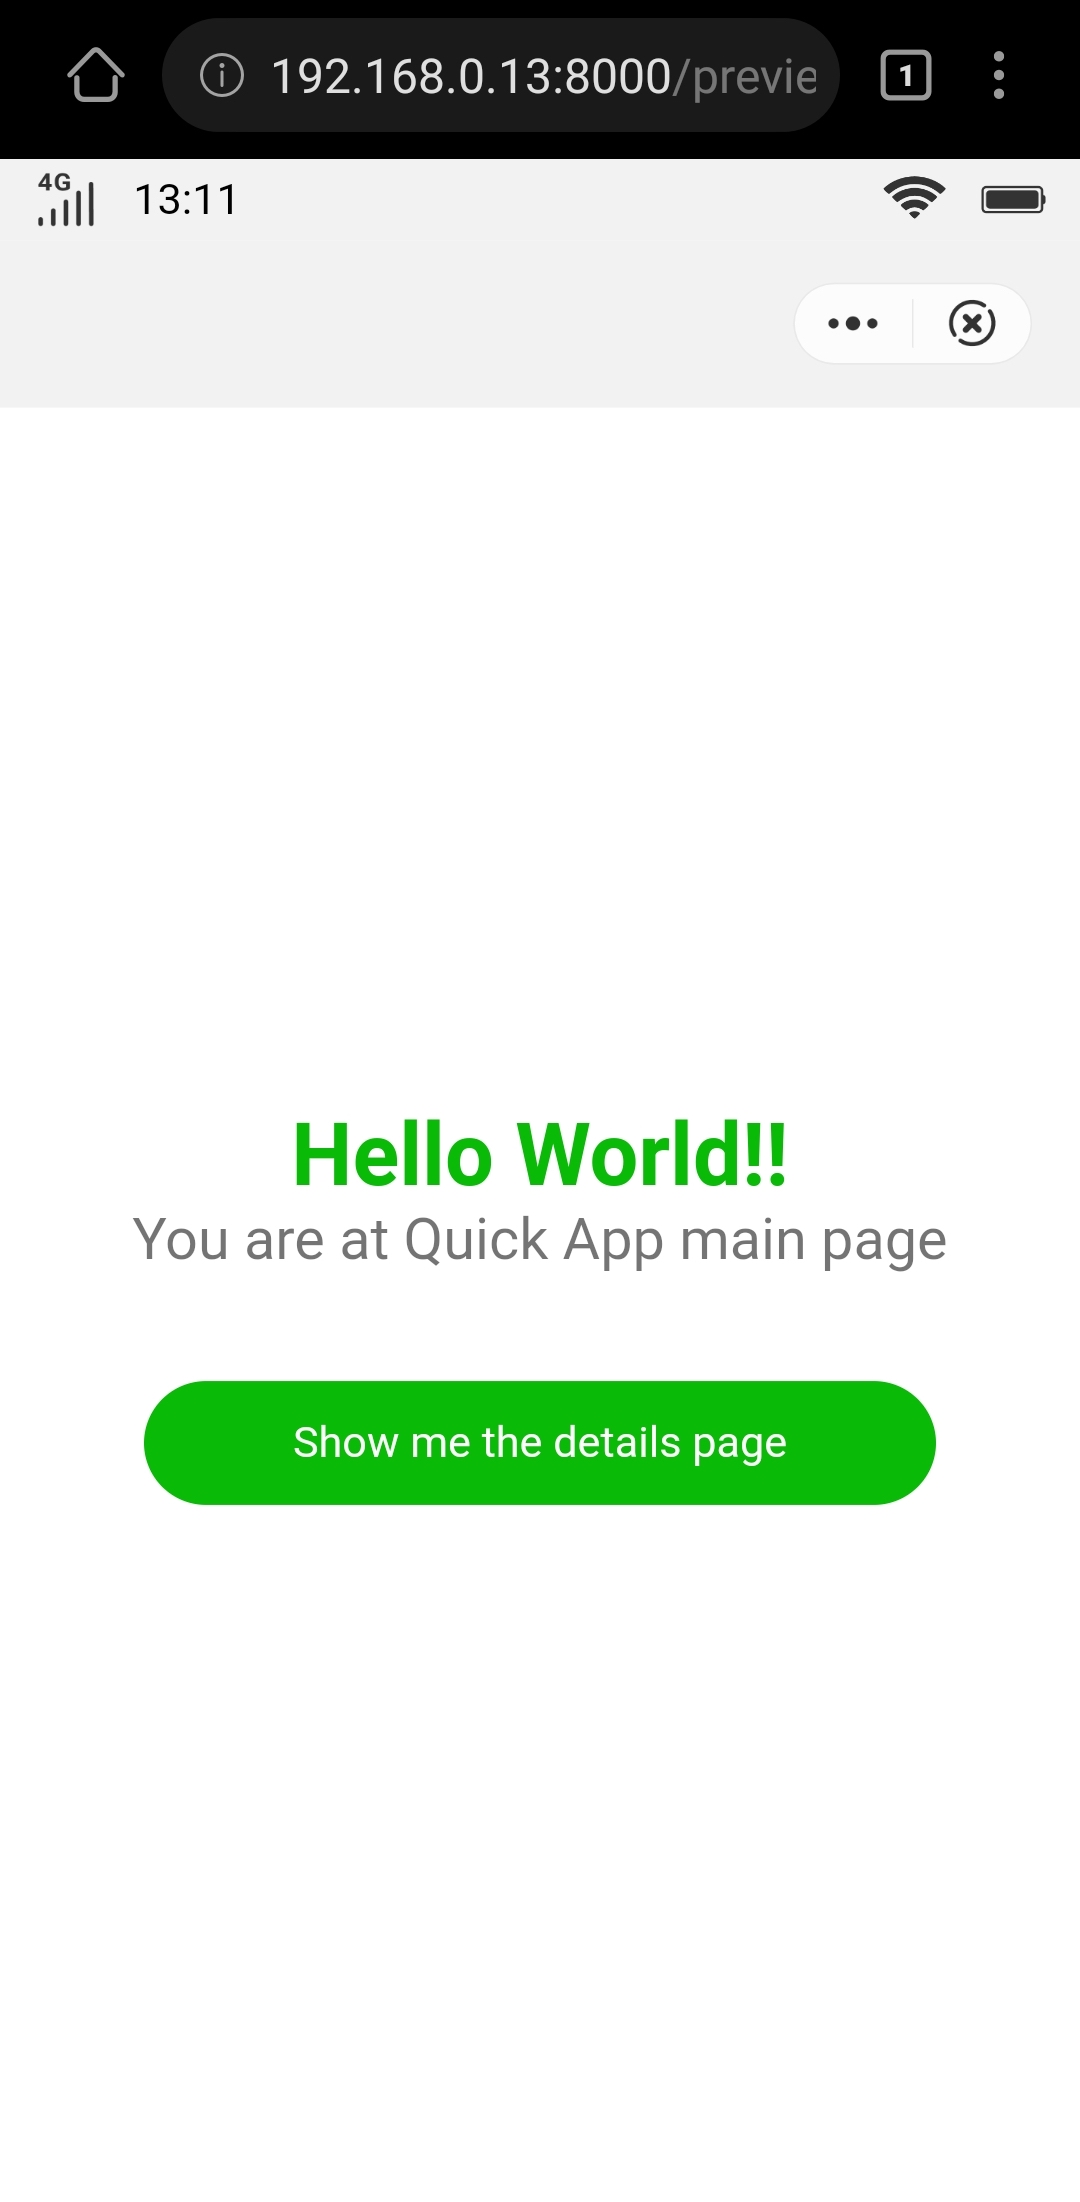 192.168.0.13:8000/previe
1
4G
13:11
Hello World!!
You are at Quick App main page
Show me the details page